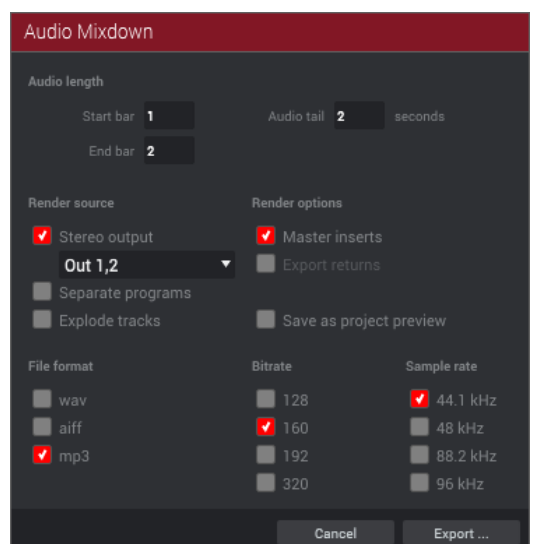 Audio Mixdown
Audio length
Start bar 1 Audio tail 2 seconds
End bar 2
Render source Render options
Stereo output Master inserts
Out 1,2 Export returns
Separate programs
Explode tracks Save as project preview
File format Bitrate Sample rate
wav 128 44.1 kHz
aiff 160 48 kHz
mp3 192 88.2 kHz
320 96 kHz
Cancel Export ...